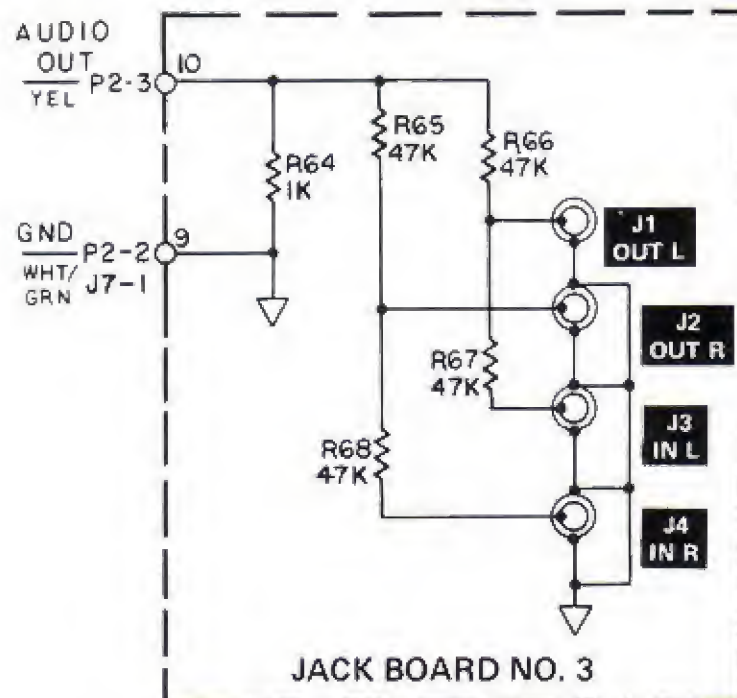 AUDIO
OUT
YEL P2-3 10
R65
47K
R66
47K
R64
1K
J1
OUT L
GND P2-2 9
WHT/ J7-1
GRN
J2
OUT R
R67
47K
J3
IN L
R68
47K
J4
IN R
JACK BOARD NO. 3